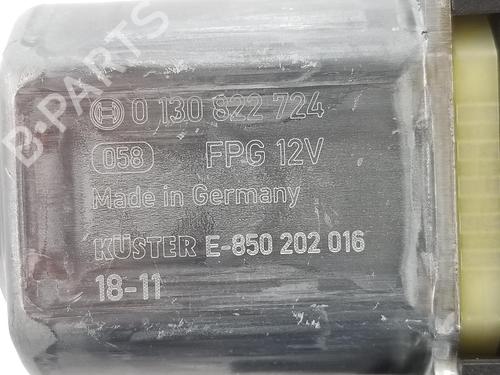 B-PARTS
0 130 822 724
058 FPG 12V
Made in Germany
KÜSTER E-850 202 016
18-11